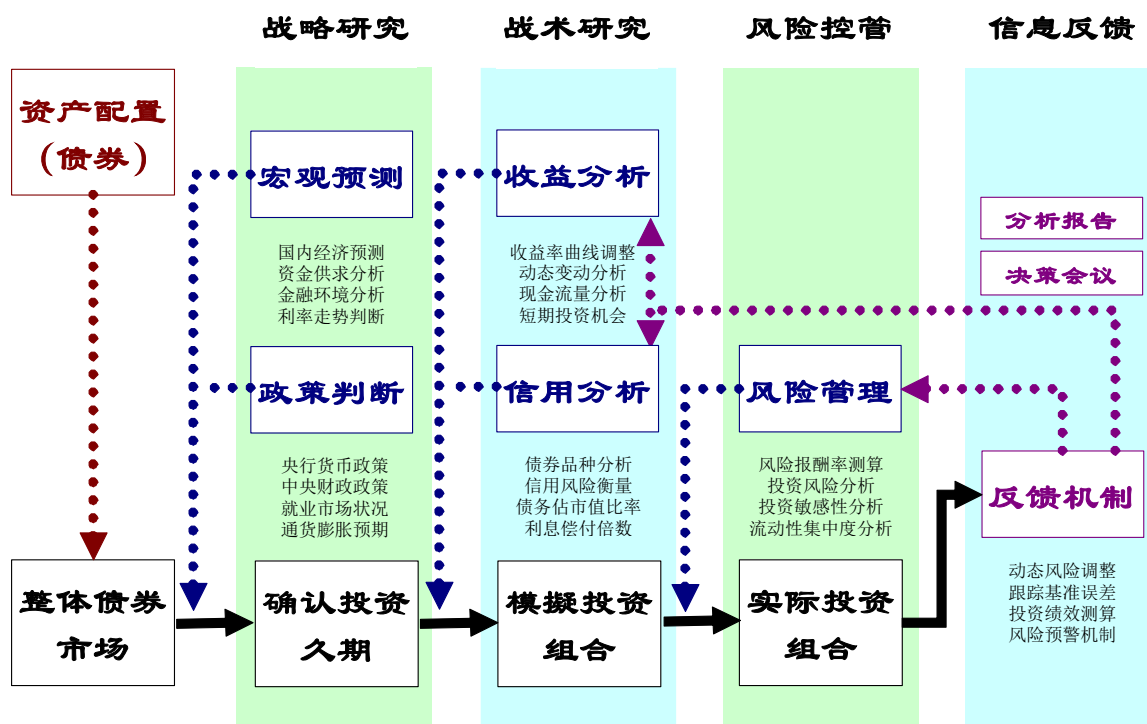 战略研究
战术研究
风险控管
信息反馈
资产配置
(债券)
宏观预测
收益分析
分析报告
决策会议
国内经济预测
资金供求分析
金融环境分析
利率走势判断
收益率曲线调整
动态变动分析
现金流量分析
短期投资机会
政策判断
信用分析
风险管理
反馈机制
央行货币政策
中央财政政策
就业市场状况
通货膨胀预期
债券品种分析
信用风险衡量
债务佔市值比率
利息偿付倍数
风险报酬率测算
投资风险分析
投资敏感性分析
流动性集中度分析
动态风险调整
跟踪基准误差
投资绩效测算
风险预警机制
整体债券
市场
确认投资
久期
模拟投资
组合
实际投资
组合